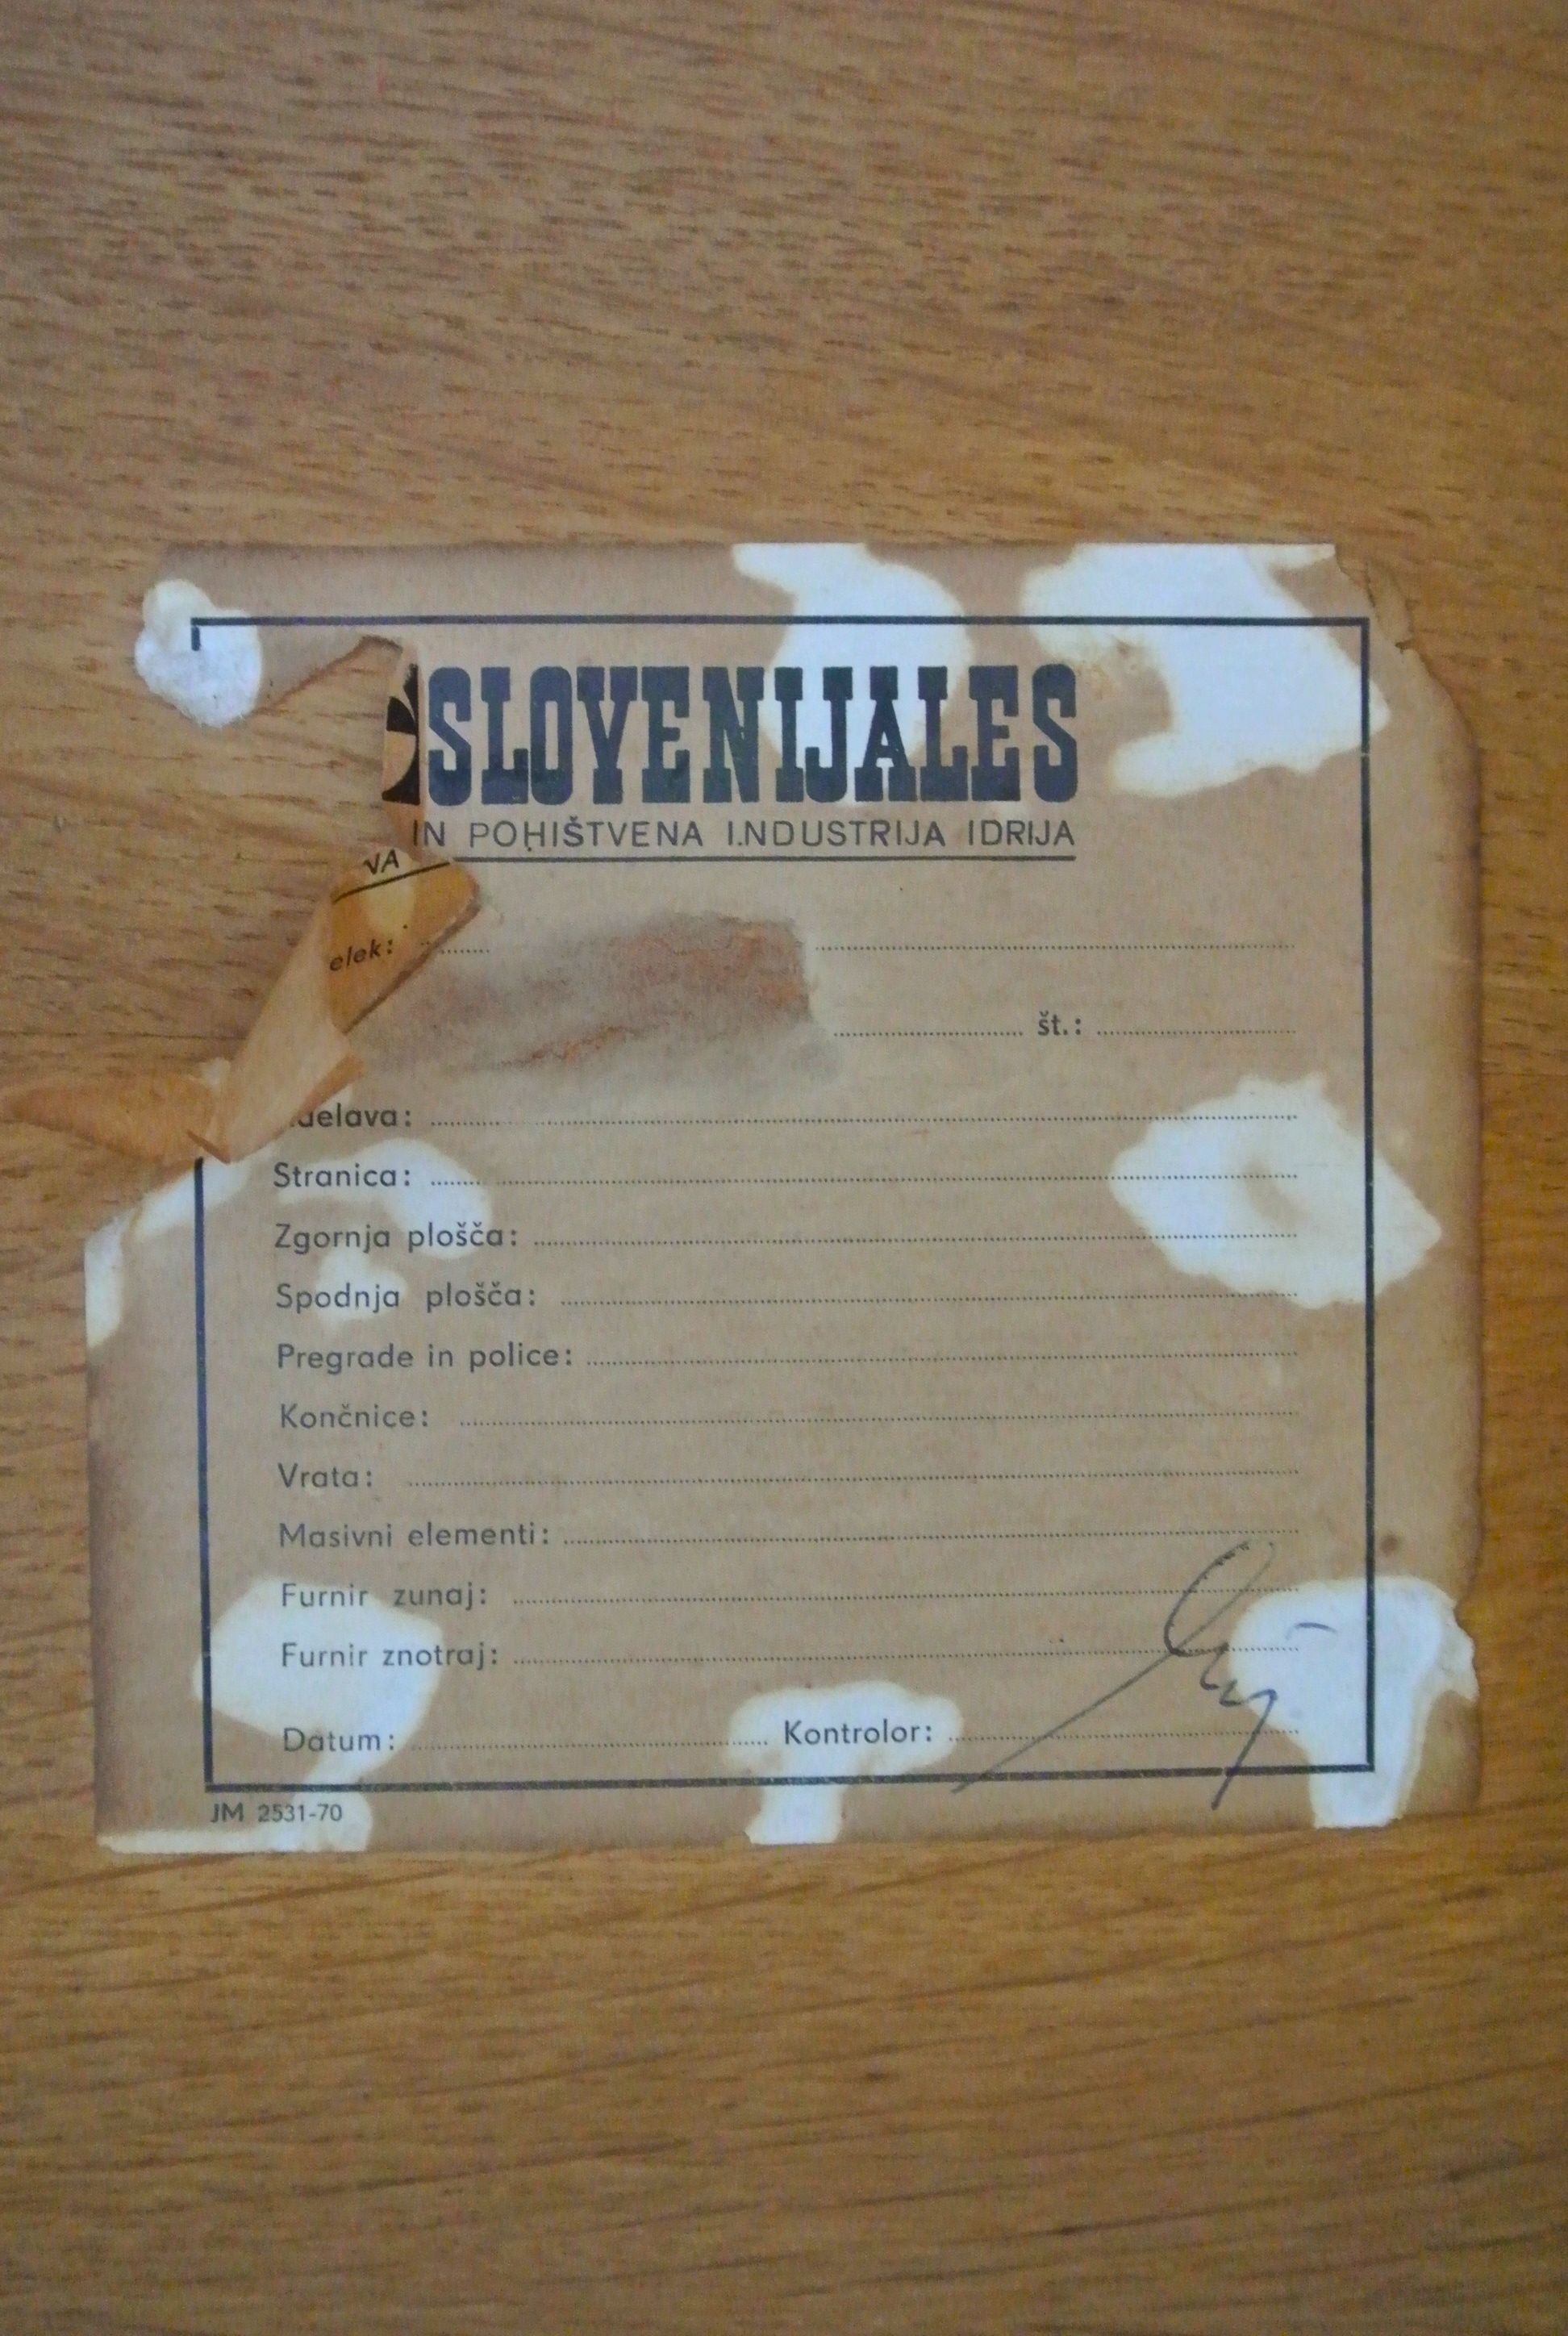 SLOVENIJALES
IN POHIŠTVENA INDUSTRIJA IDRIJA
VA
elek:
št.:
delava:
Stranica:
Zgornja plošča:
Spodnja plošča:
Pregrade in police:
Končnice:
Vrata:
Masivni elementi:
Furnir zunaj:
Furnir znotraj:
Datum: Kontrolor:
JM 2531-70